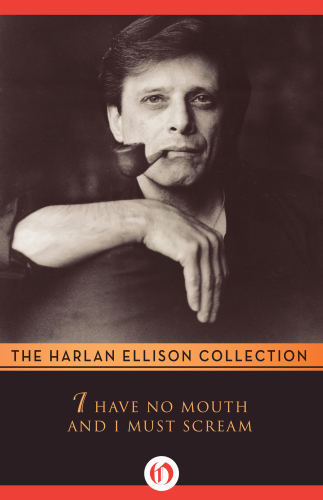 THE HARLAN ELLISON COLLECTION
I HAVE NO MOUTH
AND I MUST SCREAM